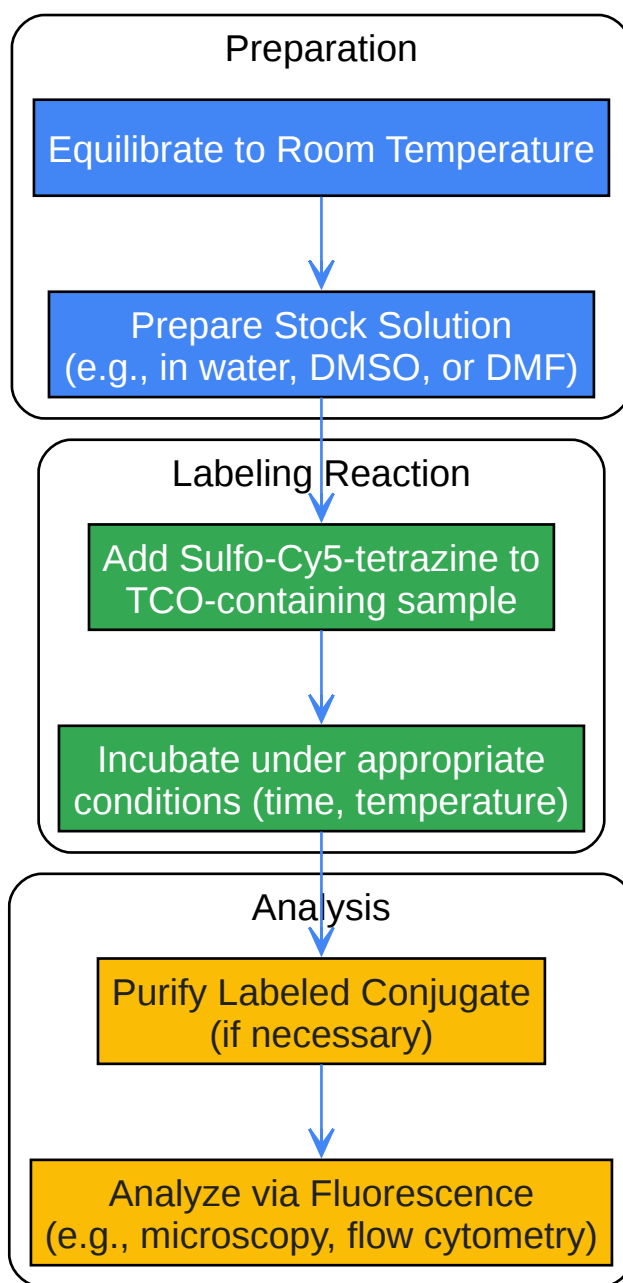 Preparation
Equilibrate to Room Temperature
Prepare Stock Solution
(e.g., in water, DMSO, or DMF)
Labeling Reaction
Add Sulfo-Cy5-tetrazine to
TCO-containing sample
Incubate under appropriate
conditions (time, temperature)
Analysis
Purify Labeled Conjugate
(if necessary)
Analyze via Fluorescence
(e.g., microscopy, flow cytometry)